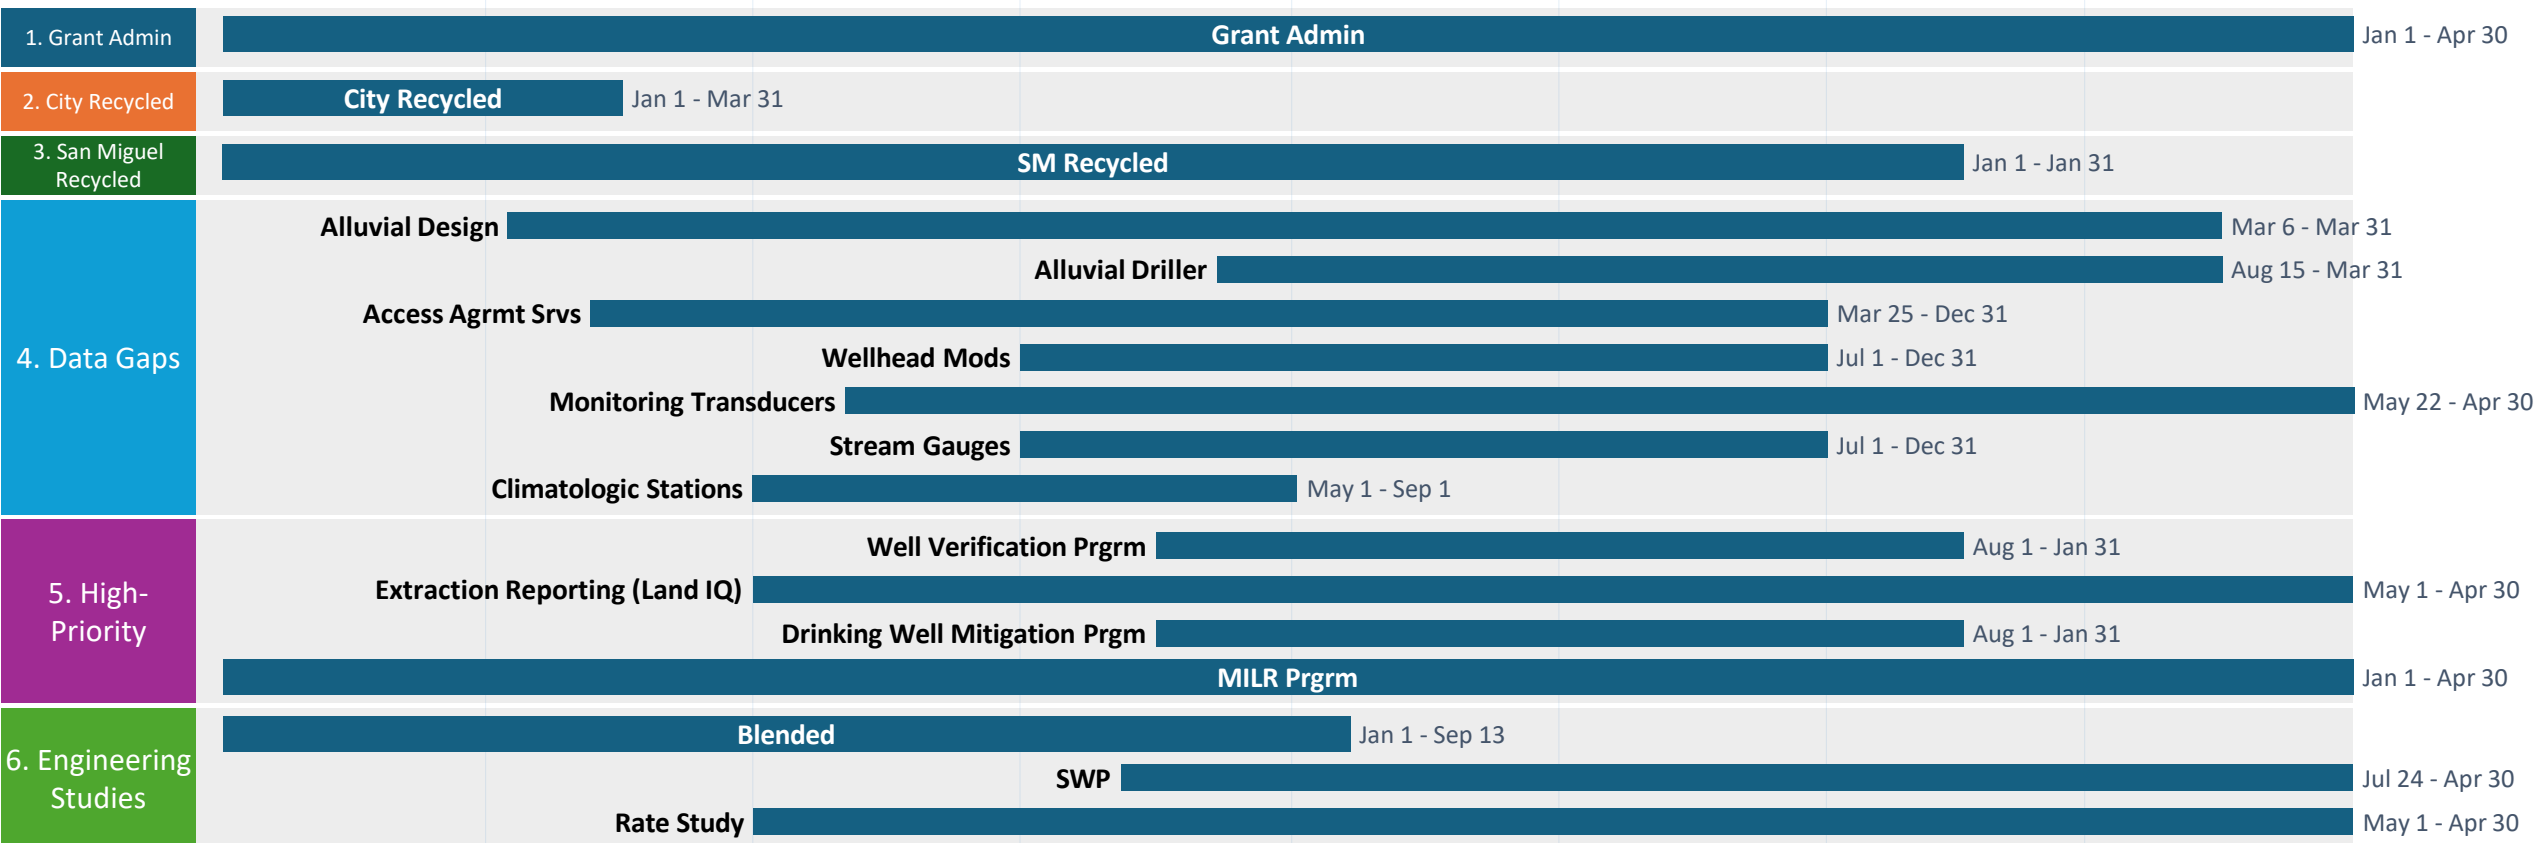 1. Grant Admin
Grant Admin
Jan 1 - Apr 30
2. City Recycled
City Recycled
Jan 1 - Mar 31
3. San Miguel
Recycled
SM Recycled
Jan 1 - Jan 31
4. Data Gaps
Alluvial Design
Mar 6 - Mar 31
Alluvial Driller
Aug 15 - Mar 31
Access Agrmt Srvs
Mar 25 - Dec 31
Wellhead Mods
Jul 1 - Dec 31
Monitoring Transducers
May 22 - Apr 30
Stream Gauges
Jul 1 - Dec 31
Climatologic Stations
May 1 - Sep 1
5. High-
Priority
Well Verification Prgrm
Aug 1 - Jan 31
Extraction Reporting (Land IQ)
May 1 - Apr 30
Drinking Well Mitigation Prgm
Aug 1 - Jan 31
MILR Prgrm
Jan 1 - Apr 30
6. Engineering
Studies
Blended
Jan 1 - Sep 13
SWP
Jul 24 - Apr 30
Rate Study
May 1 - Apr 30